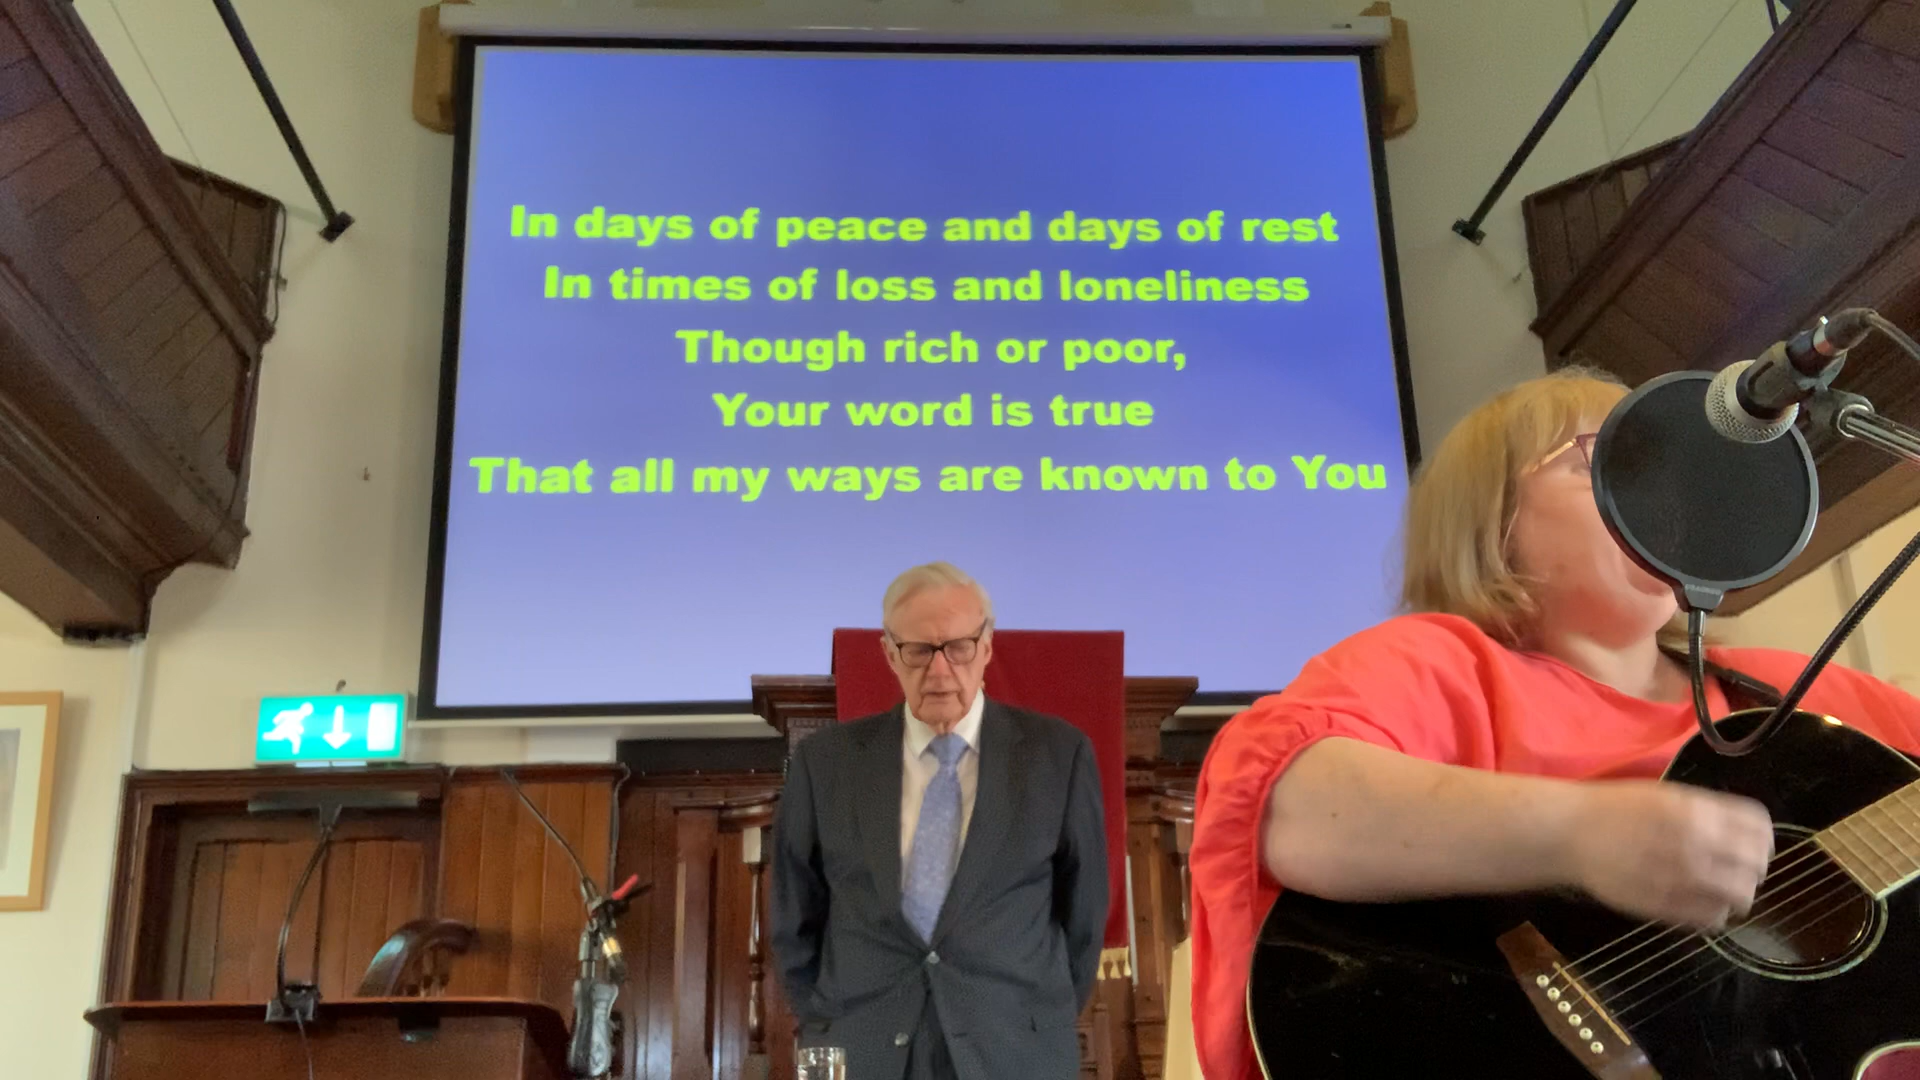 In days of peace and days of rest
In times of loss and loneliness
Though rich or poor,
Your word is true
That all my ways are known to You